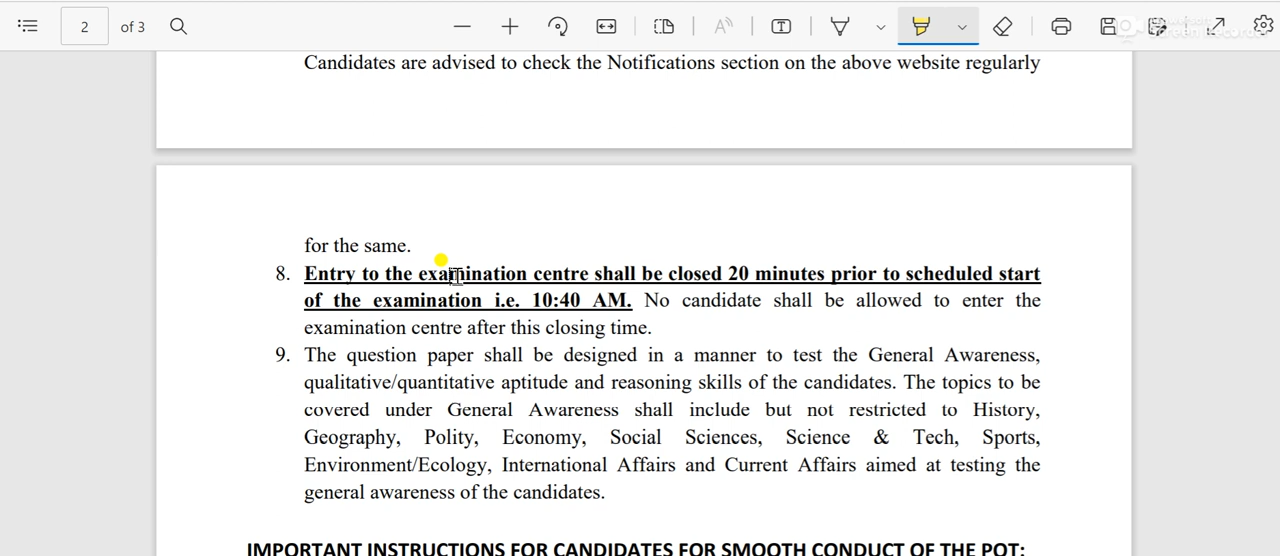 2 of 3
Candidates are advised to check the Notifications section on the above website regularly
for the same.
8. Entry to the examination centre shall be closed 20 minutes prior to scheduled start
of the examination i.e. 10:40 AM. No candidate shall be allowed to enter the
examination centre after this closing time.
9. The question paper shall be designed in a manner to test the General Awareness,
qualitative/quantitative aptitude and reasoning skills of the candidates. The topics to be
covered under General Awareness shall include but not restricted to History,
Geography, Polity, Economy, Social Sciences, Science & Tech, Sports,
Environment/Ecology, International Affairs and Current Affairs aimed at testing the
general awareness of the candidates.
IMPORTANT INSTRUCTIONS FOR CANDIDATES FOR SMOOTH CONDUCT OF THE POT: